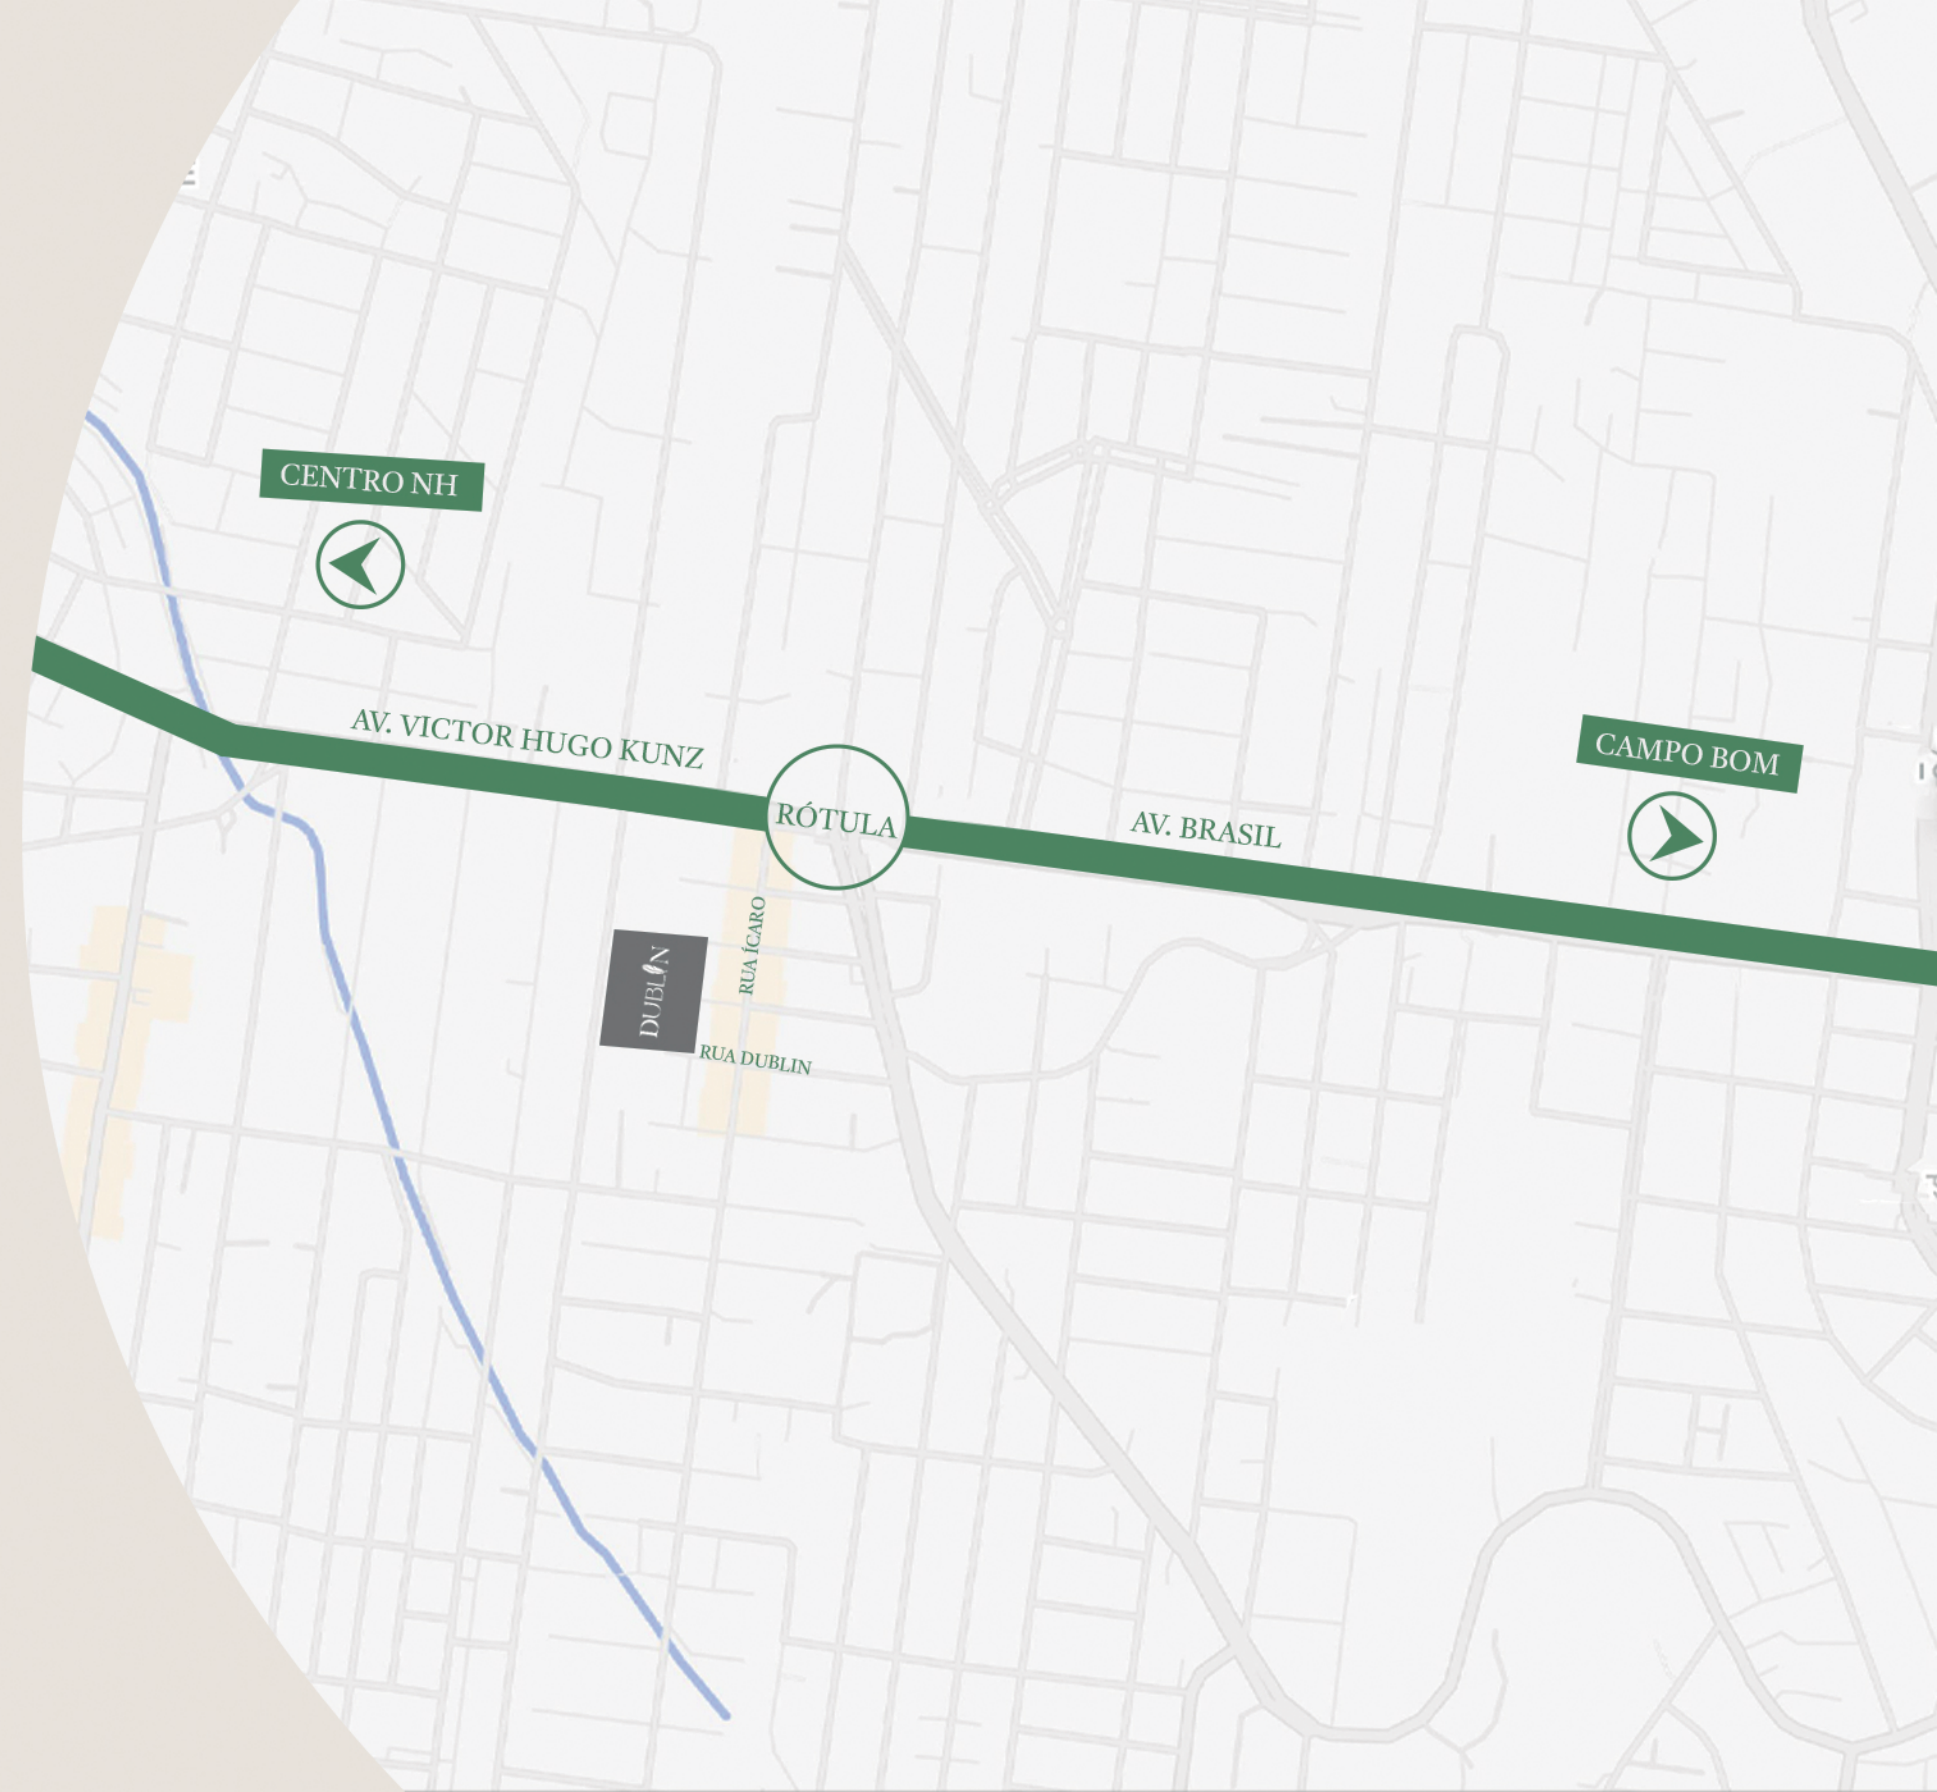 CENTRO NH
AV. VICTOR HUGO KUNZ
RÓTULA
AV. BRASIL
CAMPO BOM
RUA ÍCARO
DUBLIN
RUA DUBLIN